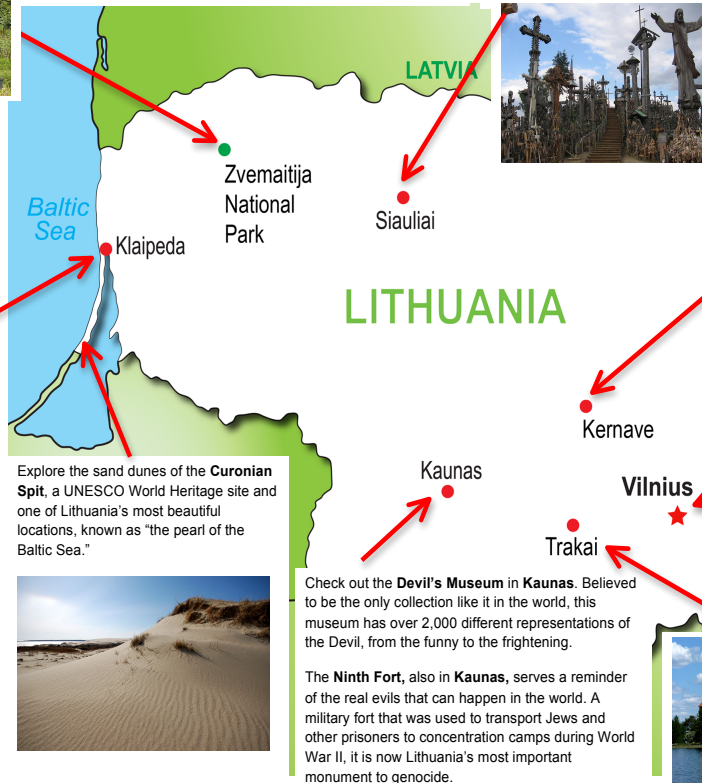 LATVIA
Zvemaitija
National
Park
Siauliai
Baltic
Sea
Klaipeda
LITHUANIA
Kernave
Kaunas
Vilnius
Trakai
Explore the sand dunes of the Curonian
Spit, a UNESCO World Heritage site and
one of Lithuania's most beautiful
locations, known as “the pearl of the
Baltic Sea.”
Check out the Devil's Museum in Kaunas. Believed
to be the only collection like it in the world, this
museum has over 2,000 different representations of
the Devil, from the funny to the frightening.
The Ninth Fort, also in Kaunas, serves a reminder
of the real evils that can happen in the world. A
military fort that was used to transport Jews and
other prisoners to concentration camps during World
War II, it is now Lithuania's most important
monument to genocide.